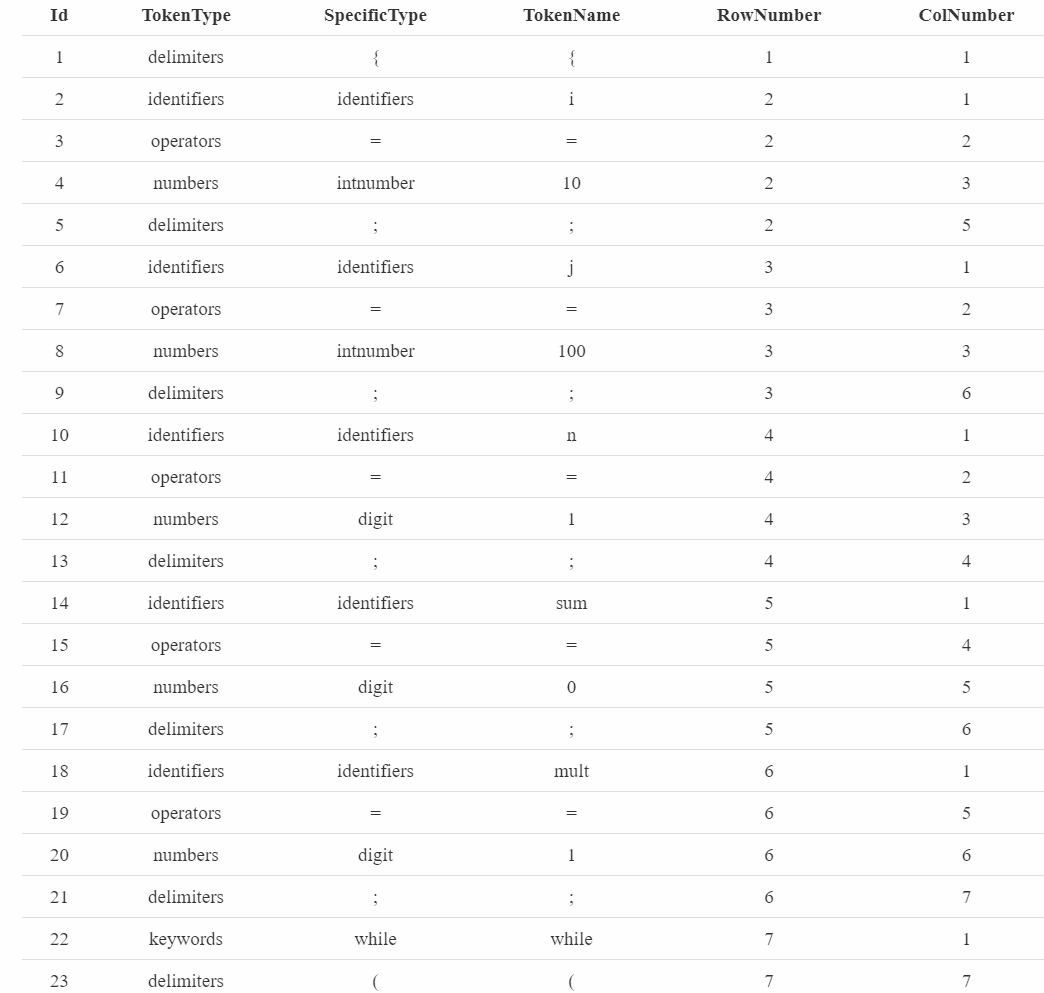 Id TokenType SpecificType TokenName RowNumber ColNumber
1 delimiters { { 1 1
2 identifiers identifiers i 2 1
3 operators = = 2 2
4 numbers intnumber 10 2 3
5 delimiters ; ; 2 5
6 identifiers identifiers j 3 1
7 operators = = 3 2
8 numbers intnumber 100 3 3
9 delimiters ; ; 3 6
10 identifiers identifiers n 4 1
11 operators = = 4 2
12 numbers digit 1 4 3
13 delimiters ; ; 4 4
14 identifiers identifiers sum 5 1
15 operators = = 5 4
16 numbers digit 0 5 5
17 delimiters ; ; 5 6
18 identifiers identifiers mult 6 1
19 operators = = 6 5
20 numbers digit 1 6 6
21 delimiters ; ; 6 7
22 keywords while while 7 1
23 delimiters ( ( 7 7